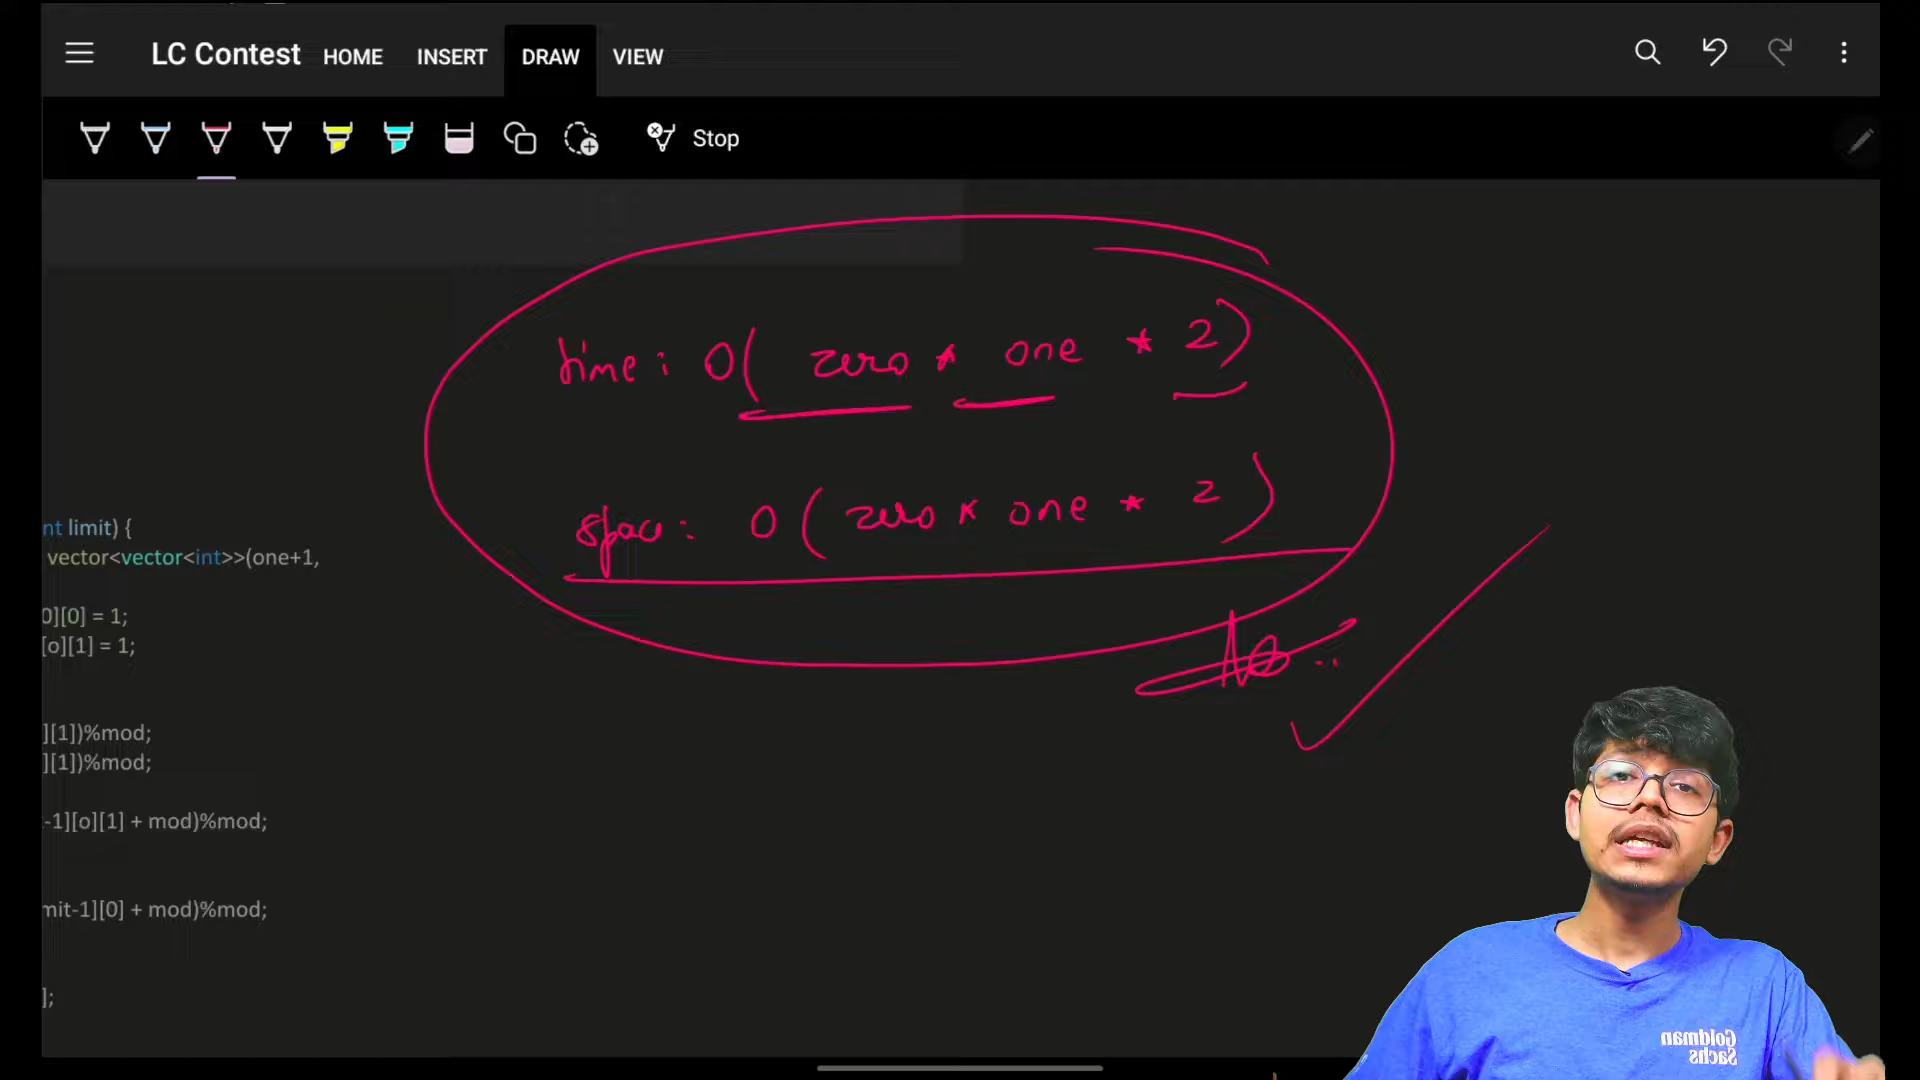 LC Contest HOME INSERT DRAW VIEW
Stop
time: O( zero * one * 2)
space: O( zero * one * 2)
nt limit) {
vector<vector<int>>(one+1,
0][0] = 1;
[o][1] = 1;
][1])%mod;
][1])%mod;
-1][o][1] + mod)%mod;
mit-1][0] + mod)%mod;
];
Goldman
Sachs